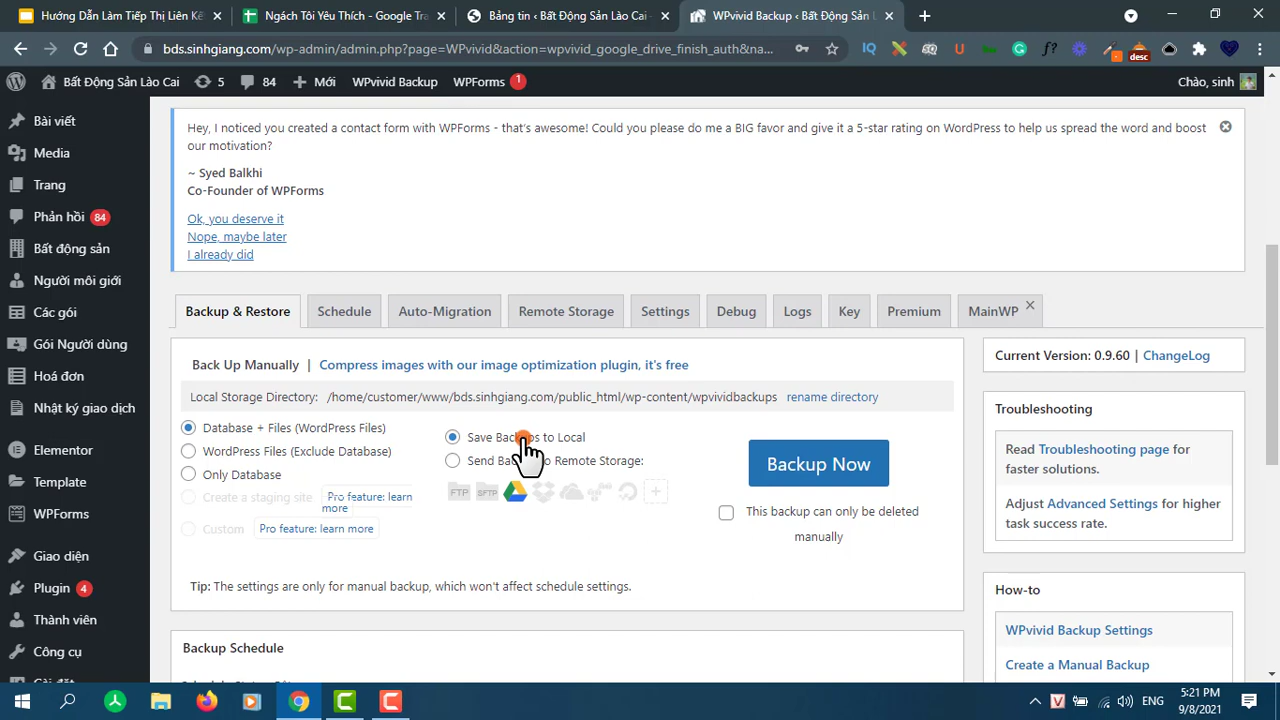 Hướng Dẫn Làm Tiếp Thị Liên Kế
Ngách Tôi Yêu Thích - Google Tra
Bảng tin ‹ Bất Động Sản Lào Cai —
WPvivid Backup ‹ Bất Động Sản L
bds.sinhgiang.com/wp-admin/admin.php?page=WPvivid&action=wpvivid_google_drive_finish_auth&na...
IQ
SQ
U
G
f?
desc
Bất Động Sản Lào Cai
5
84
Mới
WPvivid Backup
WPForms
1
Chào, sinh
Bài viết
Media
Trang
Phản hồi 84
Bất động sản
Người môi giới
Các gói
Gói Người dùng
Hoá đơn
Nhật ký giao dịch
Elementor
Template
WPForms
Giao diện
Plugin 4
Thành viên
Công cụ
Cài đặt
Hey, I noticed you created a contact form with WPForms - that's awesome! Could you please do me a BIG favor and give it a 5-star rating on WordPress to help us spread the word and boost
our motivation?
~ Syed Balkhi
Co-Founder of WPForms
Ok, you deserve it
Nope, maybe later
I already did
Backup & Restore
Schedule
Auto-Migration
Remote Storage
Settings
Debug
Logs
Key
Premium
MainWP
Back Up Manually | Compress images with our image optimization plugin, it's free
Local Storage Directory: /home/customer/www/bds.sinhgiang.com/public_html/wp-content/wpvividbackups rename directory
Database + Files (WordPress Files)
WordPress Files (Exclude Database)
Only Database
Create a staging site Pro feature: learn
more
Custom Pro feature: learn more
Save Backups to Local
Send Ba to Remote Storage:
FTP
SFTP
Backup Now
This backup can only be deleted
manually
Tip: The settings are only for manual backup, which won't affect schedule settings.
Backup Schedule
Current Version: 0.9.60 | ChangeLog
Troubleshooting
Read Troubleshooting page for
faster solutions.
Adjust Advanced Settings for higher
task success rate.
How-to
WPvivid Backup Settings
Create a Manual Backup
ENG
5:21 PM
9/8/2021